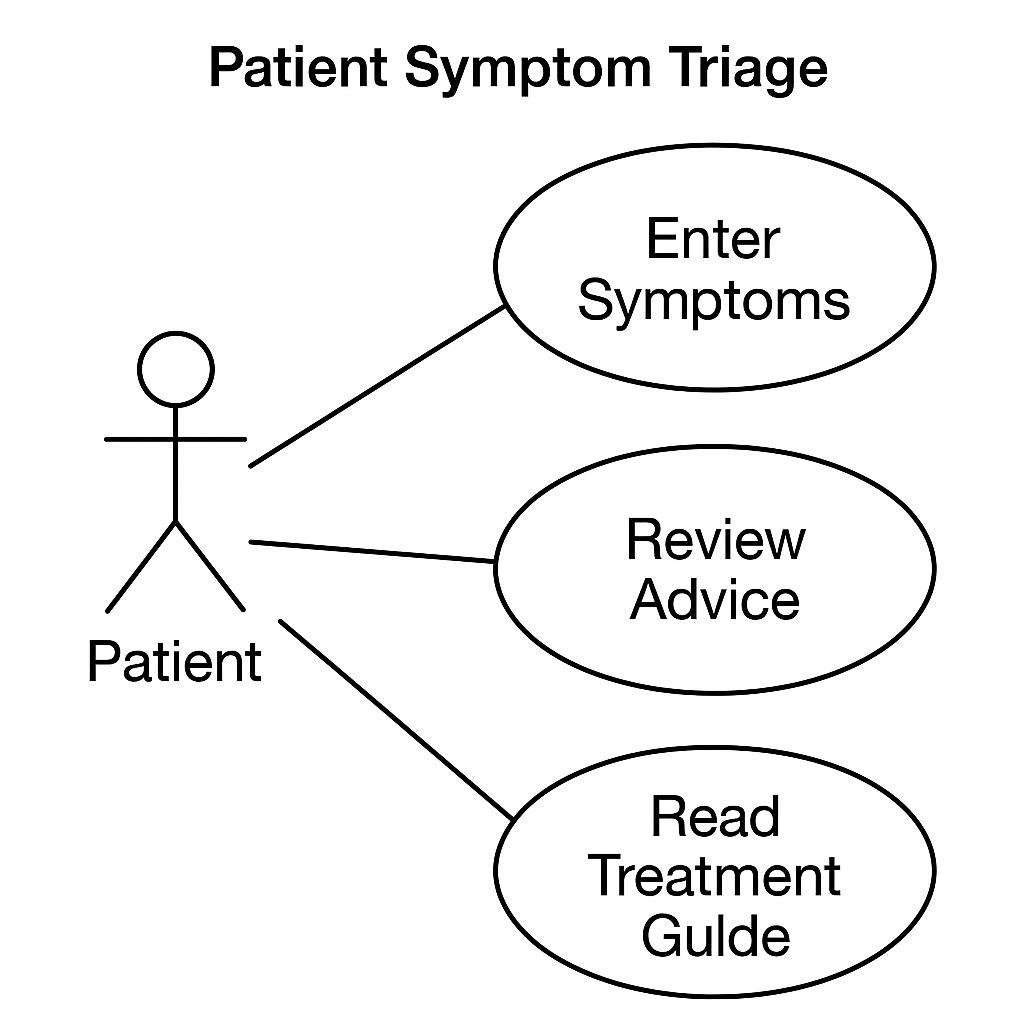 Patient Symptom Triage
Enter
Symptoms
Review
Advice
Patient
Read
Treatment
Gulde